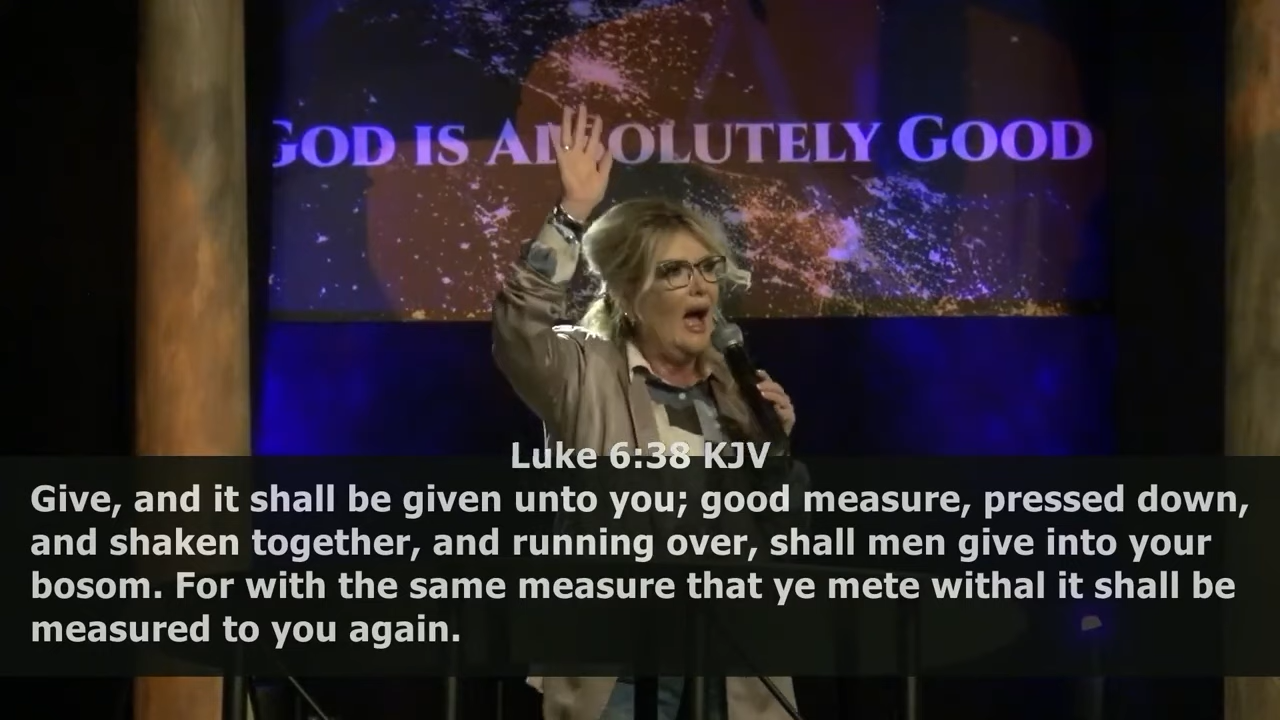 GOD IS ABSOLUTELY GOOD
Luke 6:38 KJV
Give, and it shall be given unto you; good measure, pressed down,
and shaken together, and running over, shall men give into your
bosom. For with the same measure that ye mete withal it shall be
measured to you again.